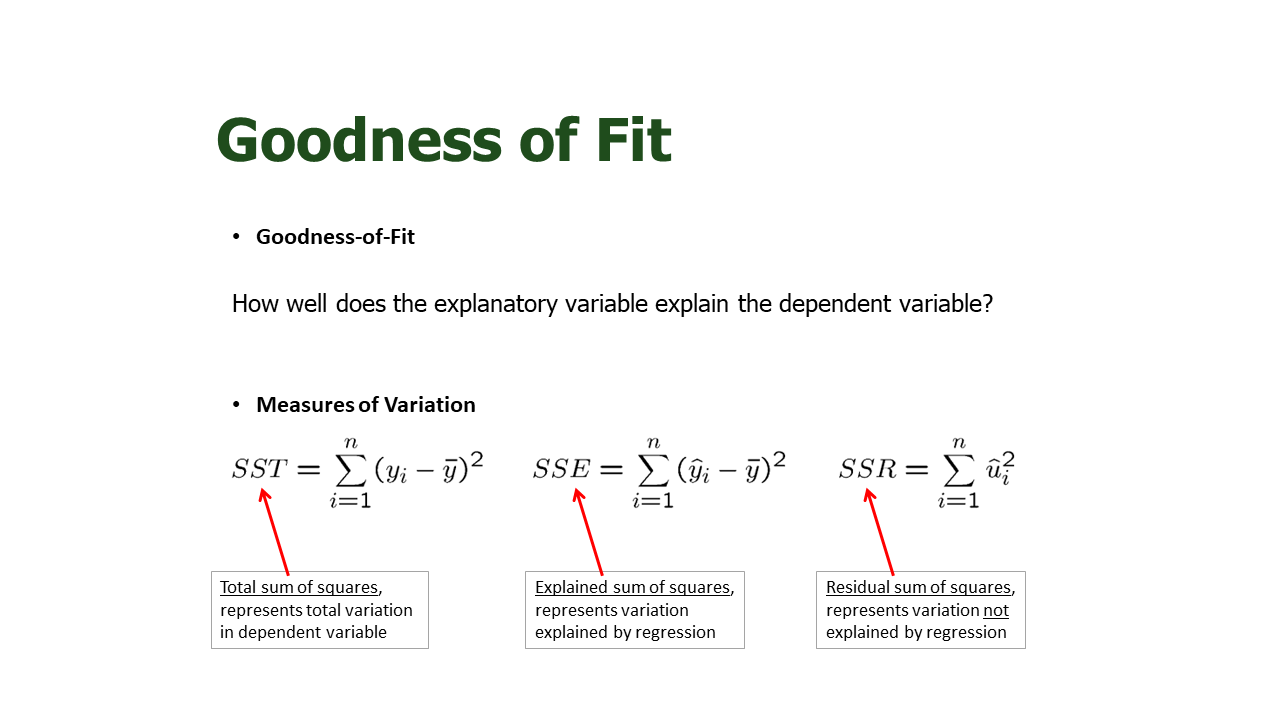 Goodness of Fit
• Goodness-of-Fit
How well does the explanatory variable explain the dependent variable?
• Measures of Variation
$SST = \sum_{i=1}^{n} (y_i - \bar{y})^2$
$SSE = \sum_{i=1}^{n} (\hat{y}_i - \bar{y})^2$
$SSR = \sum_{i=1}^{n} \hat{u}_i^2$
Total sum of squares,
represents total variation
in dependent variable
Explained sum of squares,
represents variation
explained by regression
Residual sum of squares,
represents variation not
explained by regression